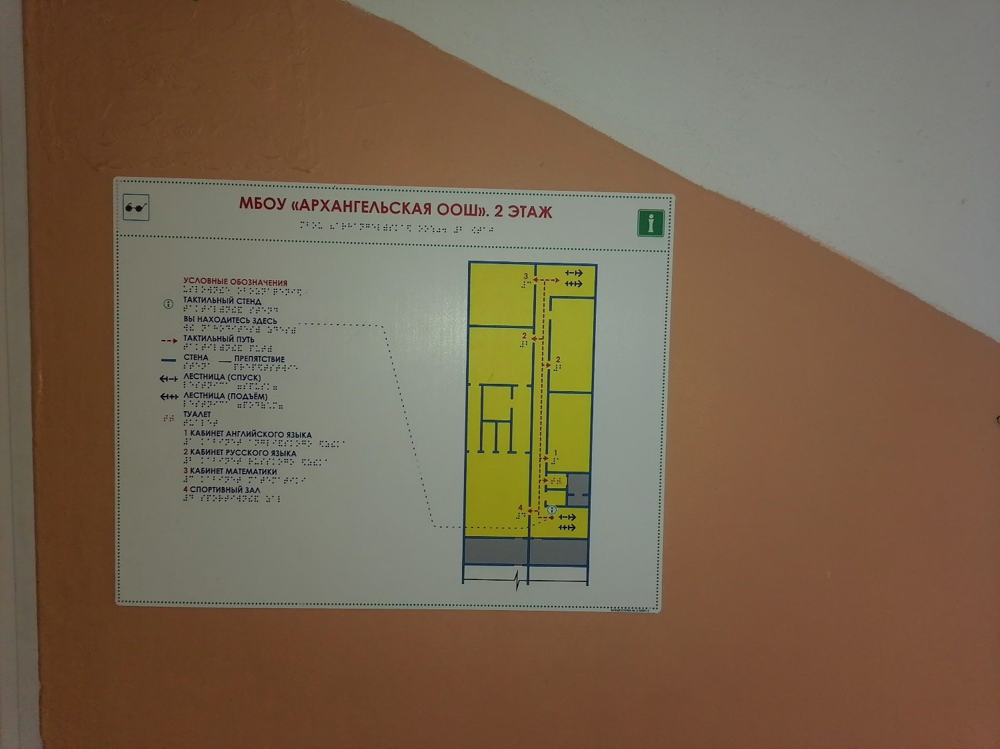 МБОУ «АРХАНГЕЛЬСКАЯ ООШ». 2 ЭТАЖ
УСЛОВНЫЕ ОБОЗНАЧЕНИЯ
ТАКТИЛЬНЫЙ СТЕНД
ВЫ НАХОДИТЕСЬ ЗДЕСЬ
ТАКТИЛЬНЫЙ ПУТЬ
СТЕНА ПРЕПЯТСТВИЕ
ЛЕСТНИЦА (СПУСК)
ЛЕСТНИЦА (ПОДЪЁМ)
ТУАЛЕТ
1 КАБИНЕТ АНГЛИЙСКОГО ЯЗЫКА
2 КАБИНЕТ РУССКОГО ЯЗЫКА
3 КАБИНЕТ МАТЕМАТИКИ
4 СПОРТИВНЫЙ ЗАЛ
3
2
2
1
4